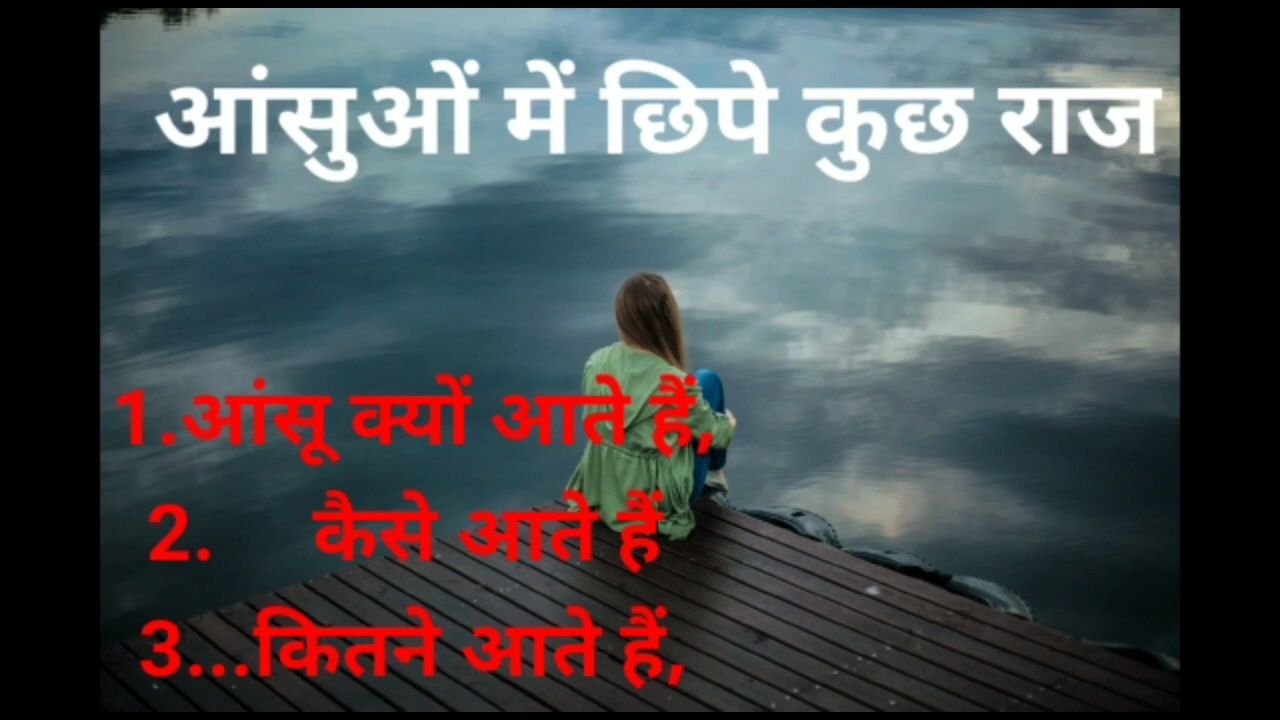 आंसुओं में छिपे कुछ राज
1.आंसू क्यों आते हैं,
2. कैसे आते हैं
3...कितने आते हैं,